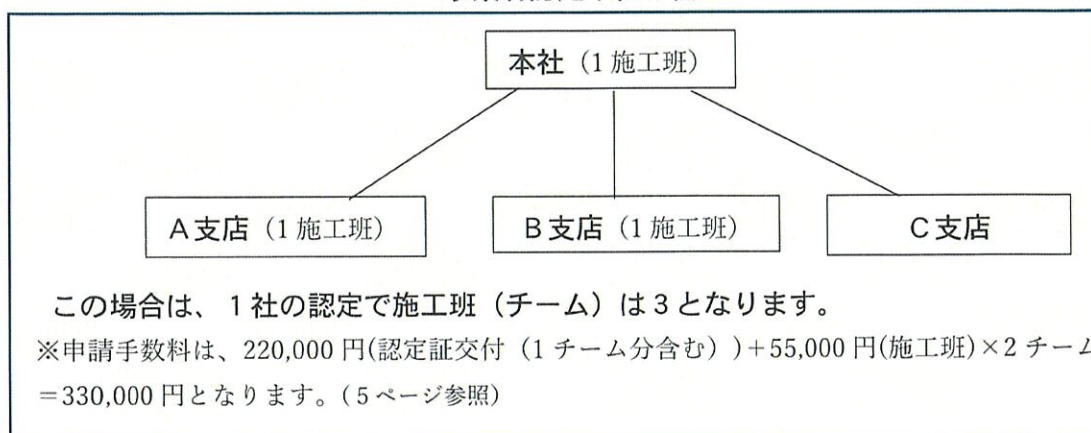 本社（1施工班）
A支店（1施工班）
B支店（1施工班）
C支店
この場合は、1社の認定で施工班（チーム）は3となります。
※申請手数料は、220,000円(認定証交付（1チーム分含む）)+55,000円(施工班)×2チーム
＝330,000円となります。(5ページ参照)